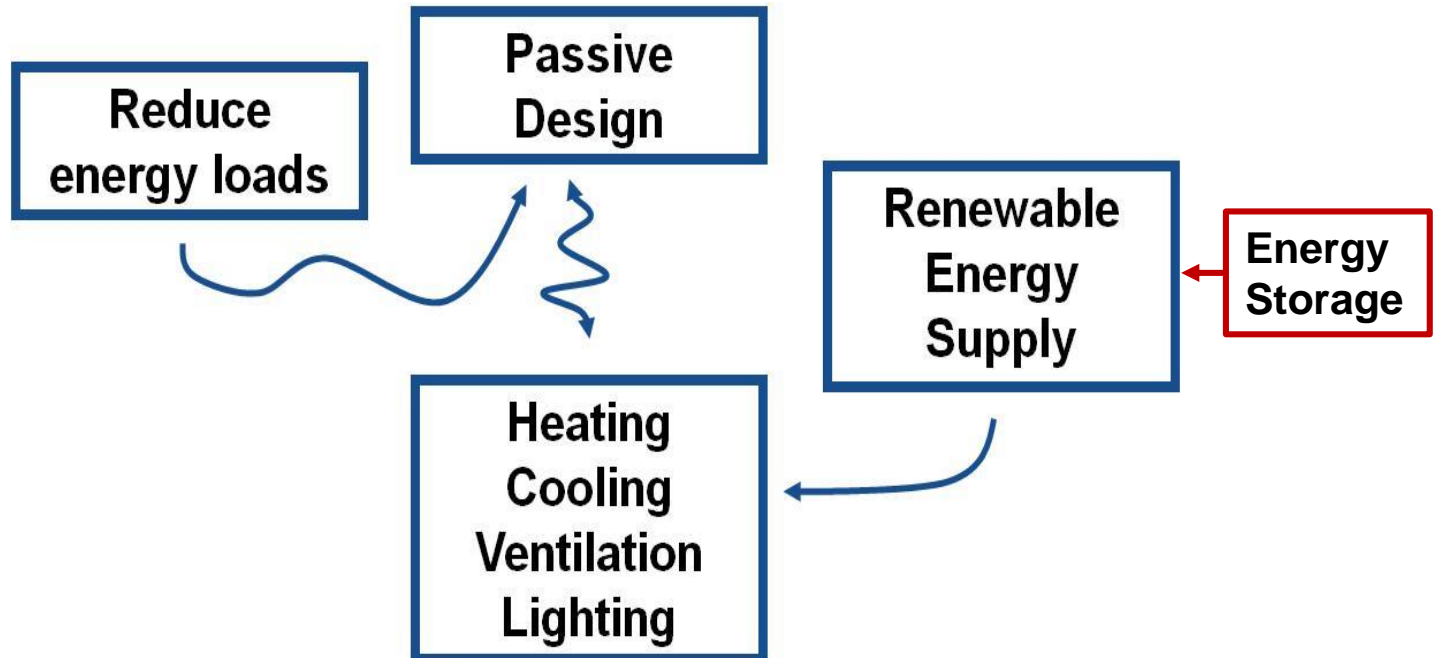 Reduce
energy loads
Passive
Design
Renewable
Energy
Supply
Energy
Storage
Heating
Cooling
Ventilation
Lighting